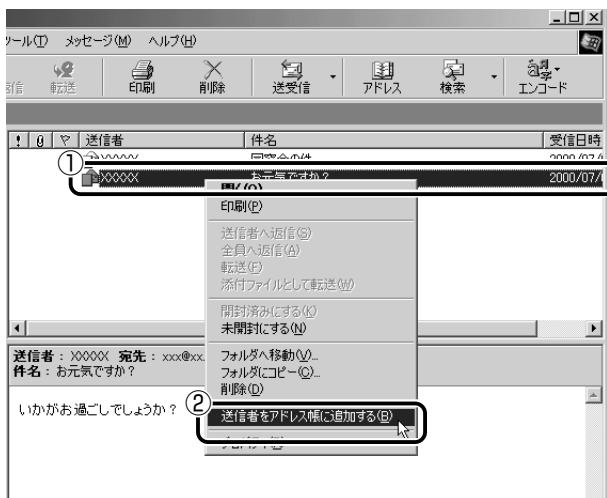 ツール(T) メッセージ(M) ヘルプ(H)
転送 印刷 削除 送受信 アドレス 検索 エンコード
! 送信者 件名 受信日時
①
XXXXX お元気ですか? 2000/07/
開く(O)
印刷(P)
送信者へ返信(S)
全員へ返信(A)
転送(F)
添付ファイルとして転送(W)
開封済みにする(K)
未開封にする(N)
フォルダへ移動(V)...
フォルダにコピー(C)...
削除(D)
②
送信者をアドレス帳に追加する(B)
送信者: XXXXX 宛先: xxx@xx
件名: お元気ですか?
いかがお過ごしでしょうか?